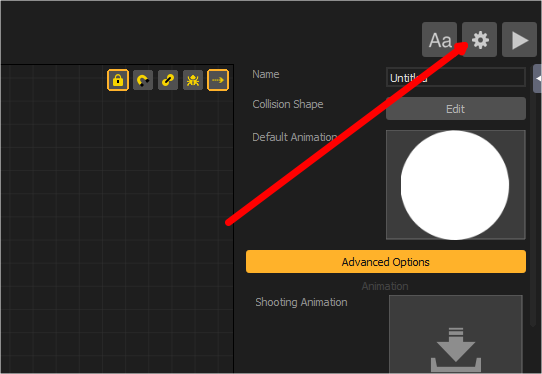 Aa
Name
Untitled
Collision Shape
Edit
Default Animation
Advanced Options
Animation
Shooting Animation